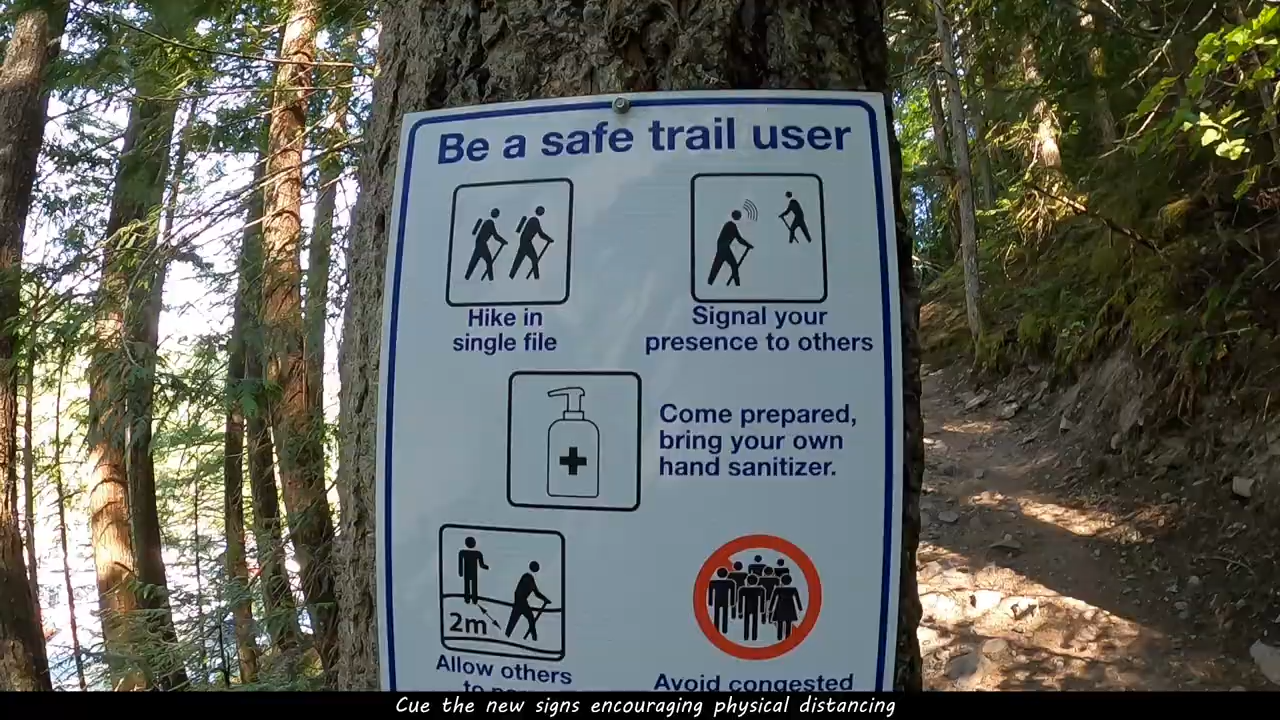 Be a safe trail user
Hike in
single file
Signal your
presence to others
Come prepared,
bring your own
hand sanitizer.
2m
Allow others
to
Avoid congested
Cue the new signs encouraging physical distancing